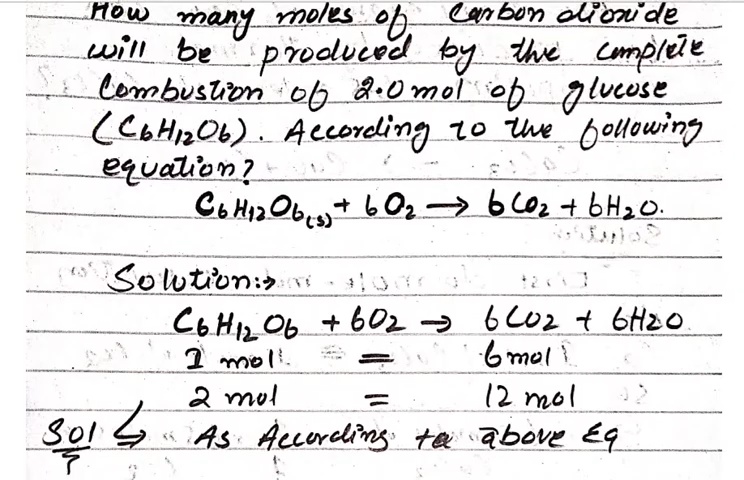 How many moles of Carbon dioxide
will be produced by the complete
Combustion of 2.0 mol of glucose
(C6H12O6). According to the following
equation?
C6H12O6(s) + 6O2 → 6CO2 + 6H2O.
Solution:→
C6H12O6 + 6O2 → 6CO2 + 6H2O
1 mol = 6 mol
2 mol = 12 mol
Sol ↳ As According to above Eq